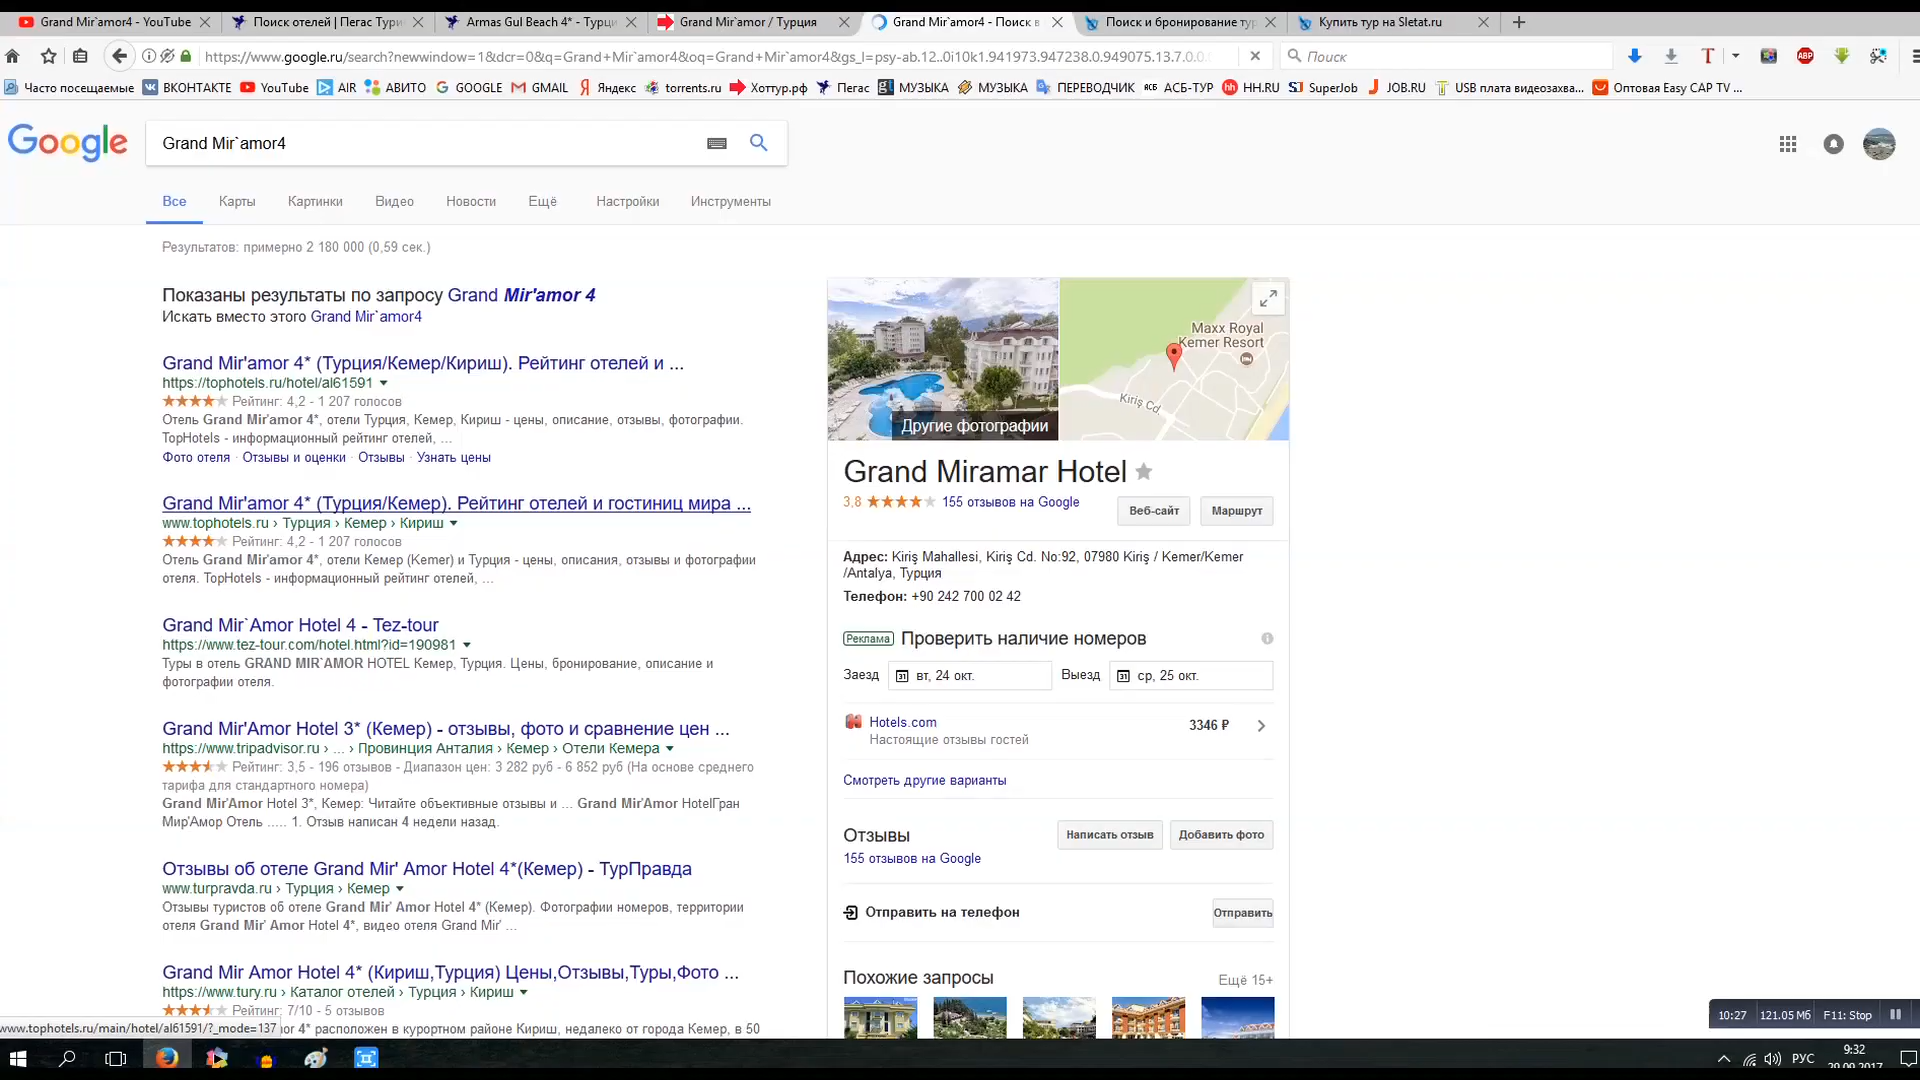 Grand Mir`amor4 - YouTube
Поиск отелей | Пегас Турис
Armas Gul Beach 4* - Турци
Grand Mir`amor / Турция
Grand Mir`amor4 - Поиск в
Поиск и бронирование тур
Купить тур на Sletat.ru
https://www.google.ru/search?newwindow=1&dcr=0&q=Grand+Mir`amor4&oq=Grand+Mir`amor4&gs_l=psy-ab.12..0i10k1.941973.947238.0.949075.13.7.0.0.0
Поиск
Часто посещаемые ВКОНТАКТЕ YouTube AIR АВИТО GOOGLE GMAIL Яндекс torrents.ru Хоттур.рф Пегас МУЗЫКА МУЗЫКА ПЕРЕВОДЧИК АСБ-ТУР HH.RU SuperJob JOB.RU USB плата видеозахва... Оптовая Easy CAP TV ...
Google
Grand Mir`amor4
Все Карты Картинки Видео Новости Ещё Настройки Инструменты
Результатов: примерно 2 180 000 (0,59 сек.)
Показаны результаты по запросу Grand Mir'amor 4
Искать вместо этого Grand Mir`amor4
Grand Mir'amor 4* (Турция/Кемер/Кириш). Рейтинг отелей и ...
https://tophotels.ru/hotel/al61591
Рейтинг: 4,2 - 1 207 голосов
Отель Grand Mir'amor 4*, отели Турция, Кемер, Кириш - цены, описание, отзывы, фотографии.
TopHotels - информационный рейтинг отелей, ...
Фото отеля · Отзывы и оценки · Отзывы · Узнать цены
Grand Mir'amor 4* (Турция/Кемер). Рейтинг отелей и гостиниц мира ...
www.tophotels.ru › Турция › Кемер › Кириш
Рейтинг: 4,2 - 1 207 голосов
Отель Grand Mir'amor 4*, отели Кемер (Kemer) и Турция - цены, описания, отзывы и фотографии
отеля. TopHotels - информационный рейтинг отелей, ...
Grand Mir`Amor Hotel 4 - Tez-tour
https://www.tez-tour.com/hotel.html?id=190981
Туры в отель GRAND MIR`AMOR HOTEL Кемер, Турция. Цены, бронирование, описание и
фотографии отеля.
Grand Mir'Amor Hotel 3* (Кемер) - отзывы, фото и сравнение цен ...
https://www.tripadvisor.ru › ... › Провинция Анталия › Кемер › Отели Кемера
Рейтинг: 3,5 - 196 отзывов - Диапазон цен: 3 282 руб - 6 852 руб (На основе среднего
тарифа для стандартного номера)
Grand Mir'Amor Hotel 3*, Кемер: Читайте объективные отзывы и ... Grand Mir'Amor HotelГран
Мир'Амор Отель ..... 1. Отзыв написан 4 недели назад.
Отзывы об отеле Grand Mir' Amor Hotel 4*(Кемер) - ТурПравда
www.turpravda.ru › Турция › Кемер
Отзывы туристов об отеле Grand Mir' Amor Hotel 4* (Кемер). Фотографии номеров, территории
отеля Grand Mir' Amor Hotel 4*, видео отеля Grand Mir' ...
Grand Mir Amor Hotel 4* (Кириш,Турция) Цены,Отзывы,Туры,Фото ...
https://www.tury.ru › Каталог отелей › Турция › Кириш
Рейтинг: 7/10 - 5 отзывов
www.tophotels.ru/main/hotel/al61591/?_mode=137
or 4* расположен в курортном районе Кириш, недалеко от города Кемер, в 50
Другие фотографии
Maxx Royal
Kemer Resort
Kiriş Cd.
Grand Miramar Hotel
3,8 155 отзывов на Google
Веб-сайт
Маршрут
Адрес: Kiriş Mahallesi, Kiriş Cd. No:92, 07980 Kiriş / Kemer/Kemer
/Antalya, Турция
Телефон: +90 242 700 02 42
Реклама Проверить наличие номеров
Заезд вт, 24 окт. Выезд ср, 25 окт.
Hotels.com 3346 ₽
Настоящие отзывы гостей
Смотреть другие варианты
Отзывы
Написать отзыв
Добавить фото
155 отзывов на Google
Отправить на телефон
Отправить
Похожие запросы Ещё 15+
10:27 121.05 Мб F11: Stop
РУС
9:32
29.09.2017